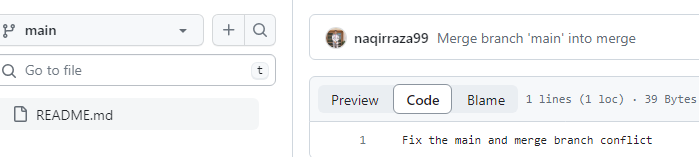 main
naqirraza99 Merge branch 'main' into merge
Go to file
t
README.md
Preview Code Blame 1 lines (1 loc) · 39 Bytes
1 Fix the main and merge branch conflict